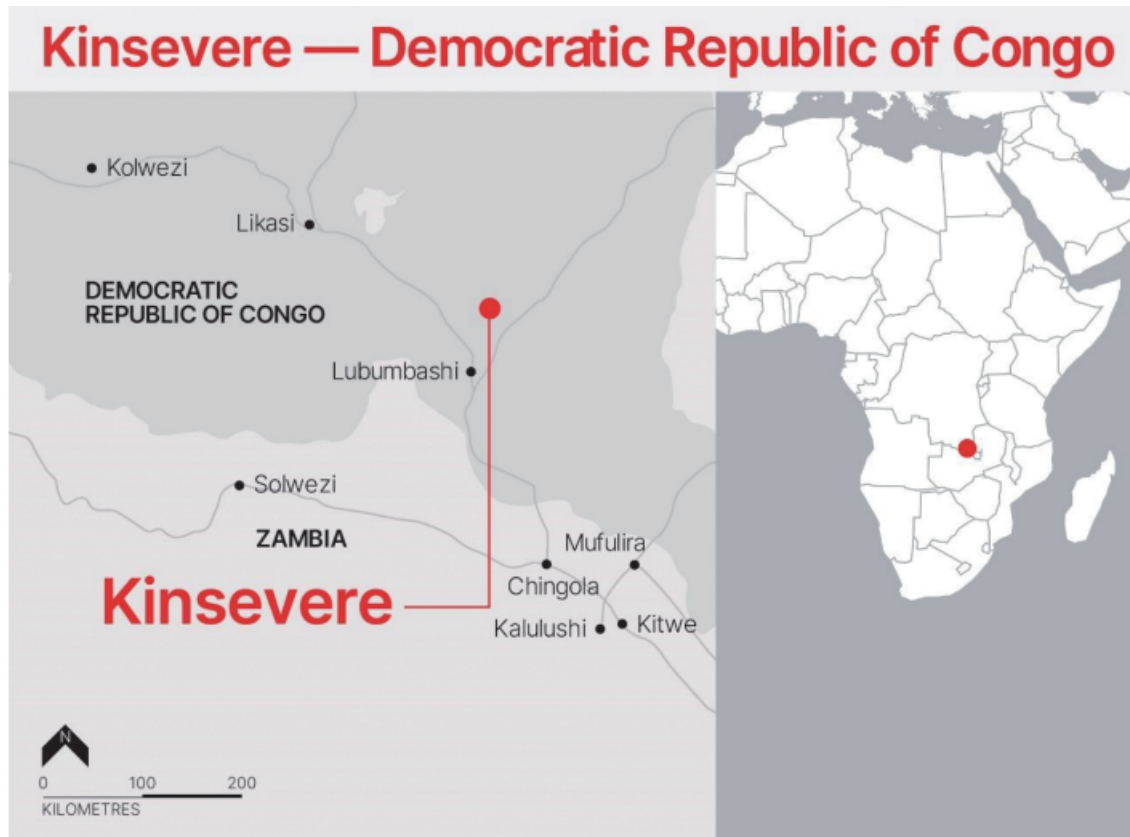 Kinsevere — Democratic Republic of Congo
Kolwezi
Likasi
DEMOCRATIC
REPUBLIC OF CONGO
Lubumbashi
Solwezi
ZAMBIA
Mufulira
Chingola
Kinsevere
Kalulushi
Kitwe
N
0 100 200
KILOMETRES